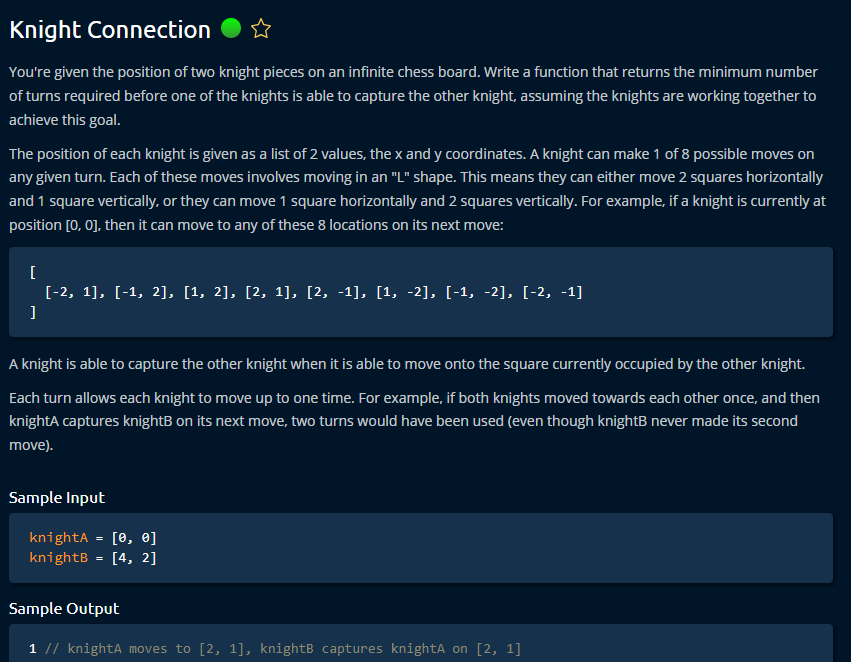 Knight Connection
You're given the position of two knight pieces on an infinite chess board. Write a function that returns the minimum number
of turns required before one of the knights is able to capture the other knight, assuming the knights are working together to
achieve this goal.
The position of each knight is given as a list of 2 values, the x and y coordinates. A knight can make 1 of 8 possible moves on
any given turn. Each of these moves involves moving in an "L" shape. This means they can either move 2 squares horizontally
and 1 square vertically, or they can move 1 square horizontally and 2 squares vertically. For example, if a knight is currently at
position [0, 0], then it can move to any of these 8 locations on its next move:
[
[-2, 1], [-1, 2], [1, 2], [2, 1], [2, -1], [1, -2], [-1, -2], [-2, -1]
]
A knight is able to capture the other knight when it is able to move onto the square currently occupied by the other knight.
Each turn allows each knight to move up to one time. For example, if both knights moved towards each other once, and then
knightA captures knightB on its next move, two turns would have been used (even though knightB never made its second
move).
Sample Input
knightA = [0, 0]
knightB = [4, 2]
Sample Output
1 // knightA moves to [2, 1], knightB captures knightA on [2, 1]